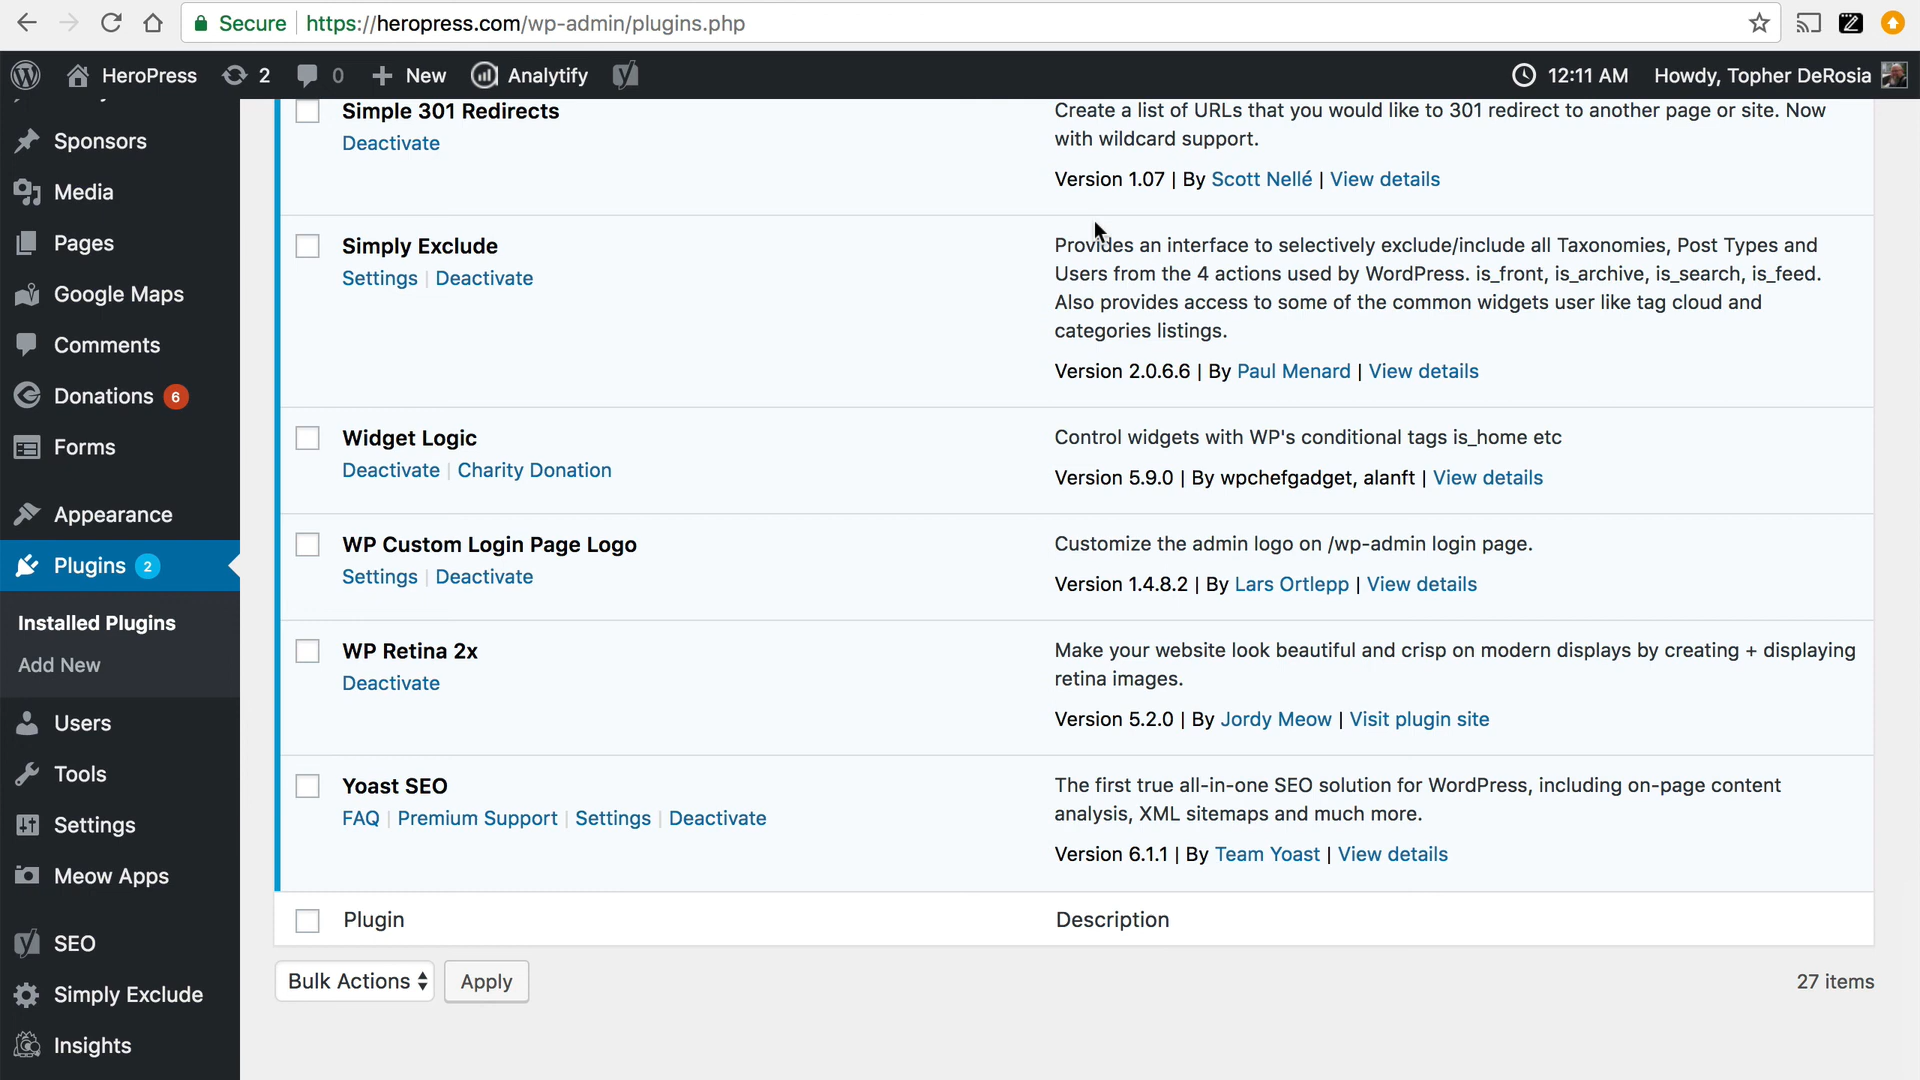 Secure https://heropress.com/wp-admin/plugins.php
HeroPress 2 0 New Analytify 12:11 AM Howdy, Topher DeRosia
Sponsors
Media
Pages
Google Maps
Comments
Donations 6
Forms
Appearance
Plugins 2
Installed Plugins
Add New
Users
Tools
Settings
Meow Apps
SEO
Simply Exclude
Insights
Simple 301 Redirects
Deactivate
Create a list of URLs that you would like to 301 redirect to another page or site. Now
with wildcard support.
Version 1.07 | By Scott Nellé | View details
Simply Exclude
Settings | Deactivate
Provides an interface to selectively exclude/include all Taxonomies, Post Types and
Users from the 4 actions used by WordPress. is_front, is_archive, is_search, is_feed.
Also provides access to some of the common widgets user like tag cloud and
categories listings.
Version 2.0.6.6 | By Paul Menard | View details
Widget Logic
Deactivate | Charity Donation
Control widgets with WP's conditional tags is_home etc
Version 5.9.0 | By wpchefgadget, alanft | View details
WP Custom Login Page Logo
Settings | Deactivate
Customize the admin logo on /wp-admin login page.
Version 1.4.8.2 | By Lars Ortlepp | View details
WP Retina 2x
Deactivate
Make your website look beautiful and crisp on modern displays by creating + displaying
retina images.
Version 5.2.0 | By Jordy Meow | Visit plugin site
Yoast SEO
FAQ | Premium Support | Settings | Deactivate
The first true all-in-one SEO solution for WordPress, including on-page content
analysis, XML sitemaps and much more.
Version 6.1.1 | By Team Yoast | View details
Plugin Description
Bulk Actions Apply 27 items